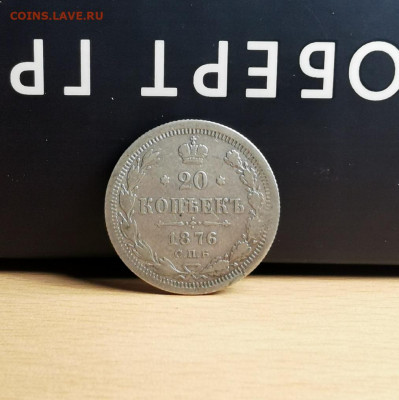 COINS.LAVE.RU
ОБЕРТ ГР
20
КОПѢЕКЪ
1876
С.П.Б.